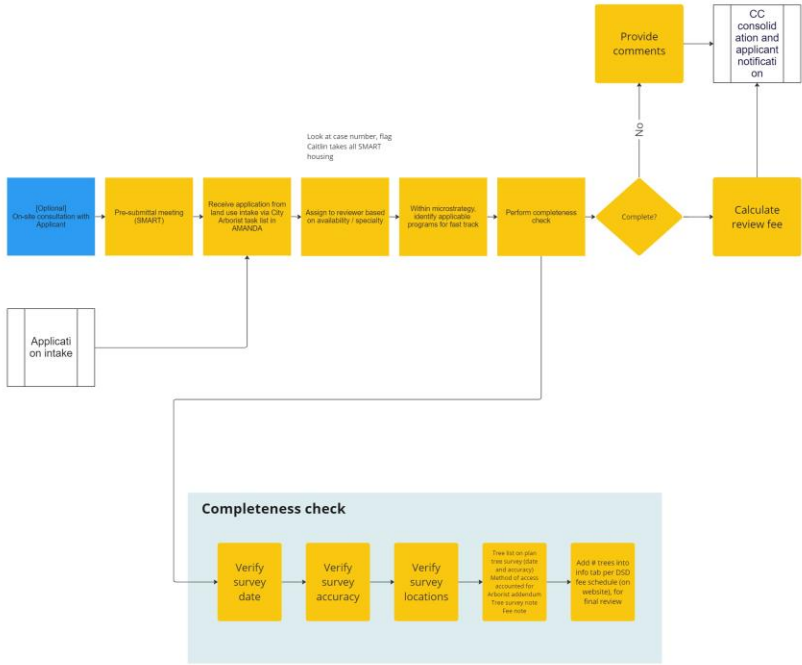 Provide
comments
CC
consolid
ation and
applicant
notificati
on
No
Look at case number, flag
Caitlin takes all SMART
housing
[Optional]
On-site consultation with
Applicant
Pre-submittal meeting
(SMART)
Receive application from
land use intake via City
Arborist task list in
AMANDA
Assign to reviewer based
on availability / specialty
Within microstrategy,
identify applicable
programs for fast track
Perform completeness
check
Complete?
Calculate
review fee
Applicati
on intake
Completeness check
Verify
survey
date
Verify
survey
accuracy
Verify
survey
locations
Tree list on plan
tree survey (date
and accuracy)
Method of access
accounted for
Arborist addendum
Tree survey note
Fee note
Add # trees into
info tab per DSD
fee schedule (on
website), for
final review